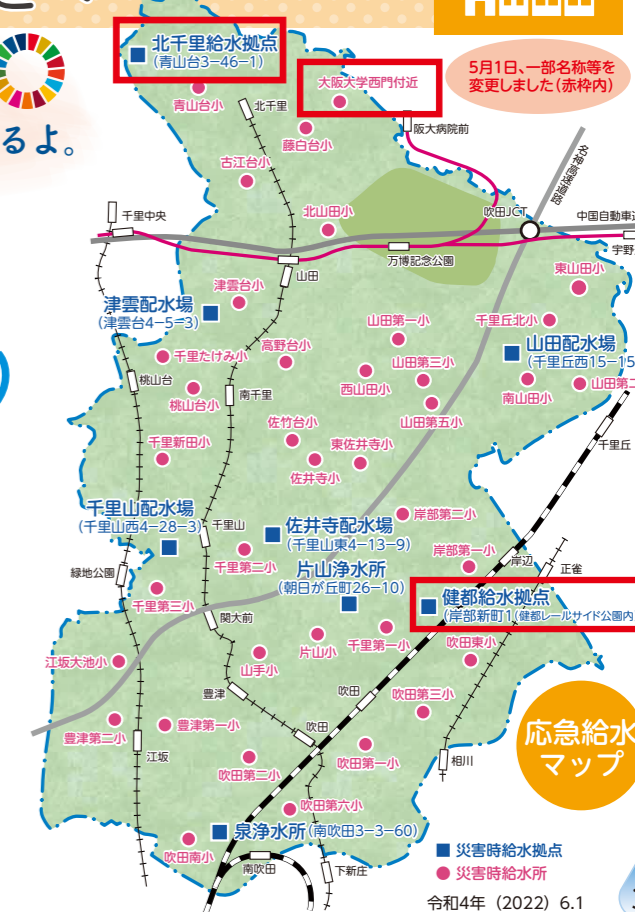 るよ。
5月1日、一部名称等を
変更しました(赤枠内)
北千里給水拠点
(青山台3-46-1)
大阪大学西門付近
青山台小
北千里
藤白台小
阪大病院前
名神高速道路
古江台小
北山田小
吹田JCT
中国自動車
千里中央
山田
万博記念公園
宇野
東山田小
津雲台小
津雲配水場
(津雲台4-5-3)
山田第一小
千里丘北小
山田配水場
(千里丘西15-15
千里たけみ小
高野台小
山田第三小
西山田小
桃山台
桃山台小
南千里
南山田小
山田第二
山田第五小
佐竹台小
千里丘
千里新田小
東佐井寺小
佐井寺小
千里山配水場
(千里山西4-28-3)
千里山
佐井寺配水場
(千里山東4-13-9)
岸部第二小
千里第二小
岸部第一小
岸辺
正雀
緑地公園
片山浄水所
(朝日が丘町26-10)
千里第三小
健都給水拠点
(岸部新町1(健都レールサイド公園内
関大前
片山小
千里第一小
山手小
吹田東小
江坂大池小
豊津
吹田
吹田第三小
豊津第二小
豊津第一小
吹田
江坂
吹田第二小
吹田第一小
相川
応急給水
マップ
吹田第六小
泉浄水所(南吹田3-3-60)
吹田南小
南吹田
下新庄
災害時給水拠点
災害時給水所
令和4年(2022)6.1